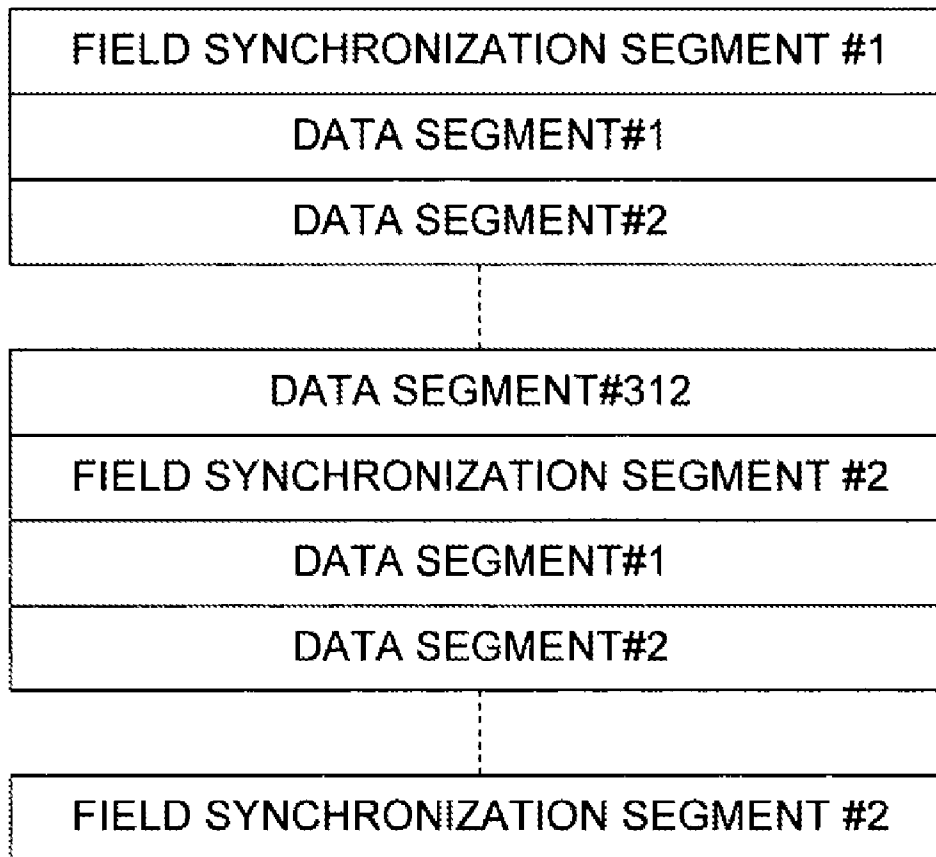 FIELD SYNCHRONIZATION SEGMENT #1
DATA SEGMENT#1
DATA SEGMENT#2
DATA SEGMENT#312
FIELD SYNCHRONIZATION SEGMENT #2
DATA SEGMENT#1
DATA SEGMENT#2
FIELD SYNCHRONIZATION SEGMENT #2